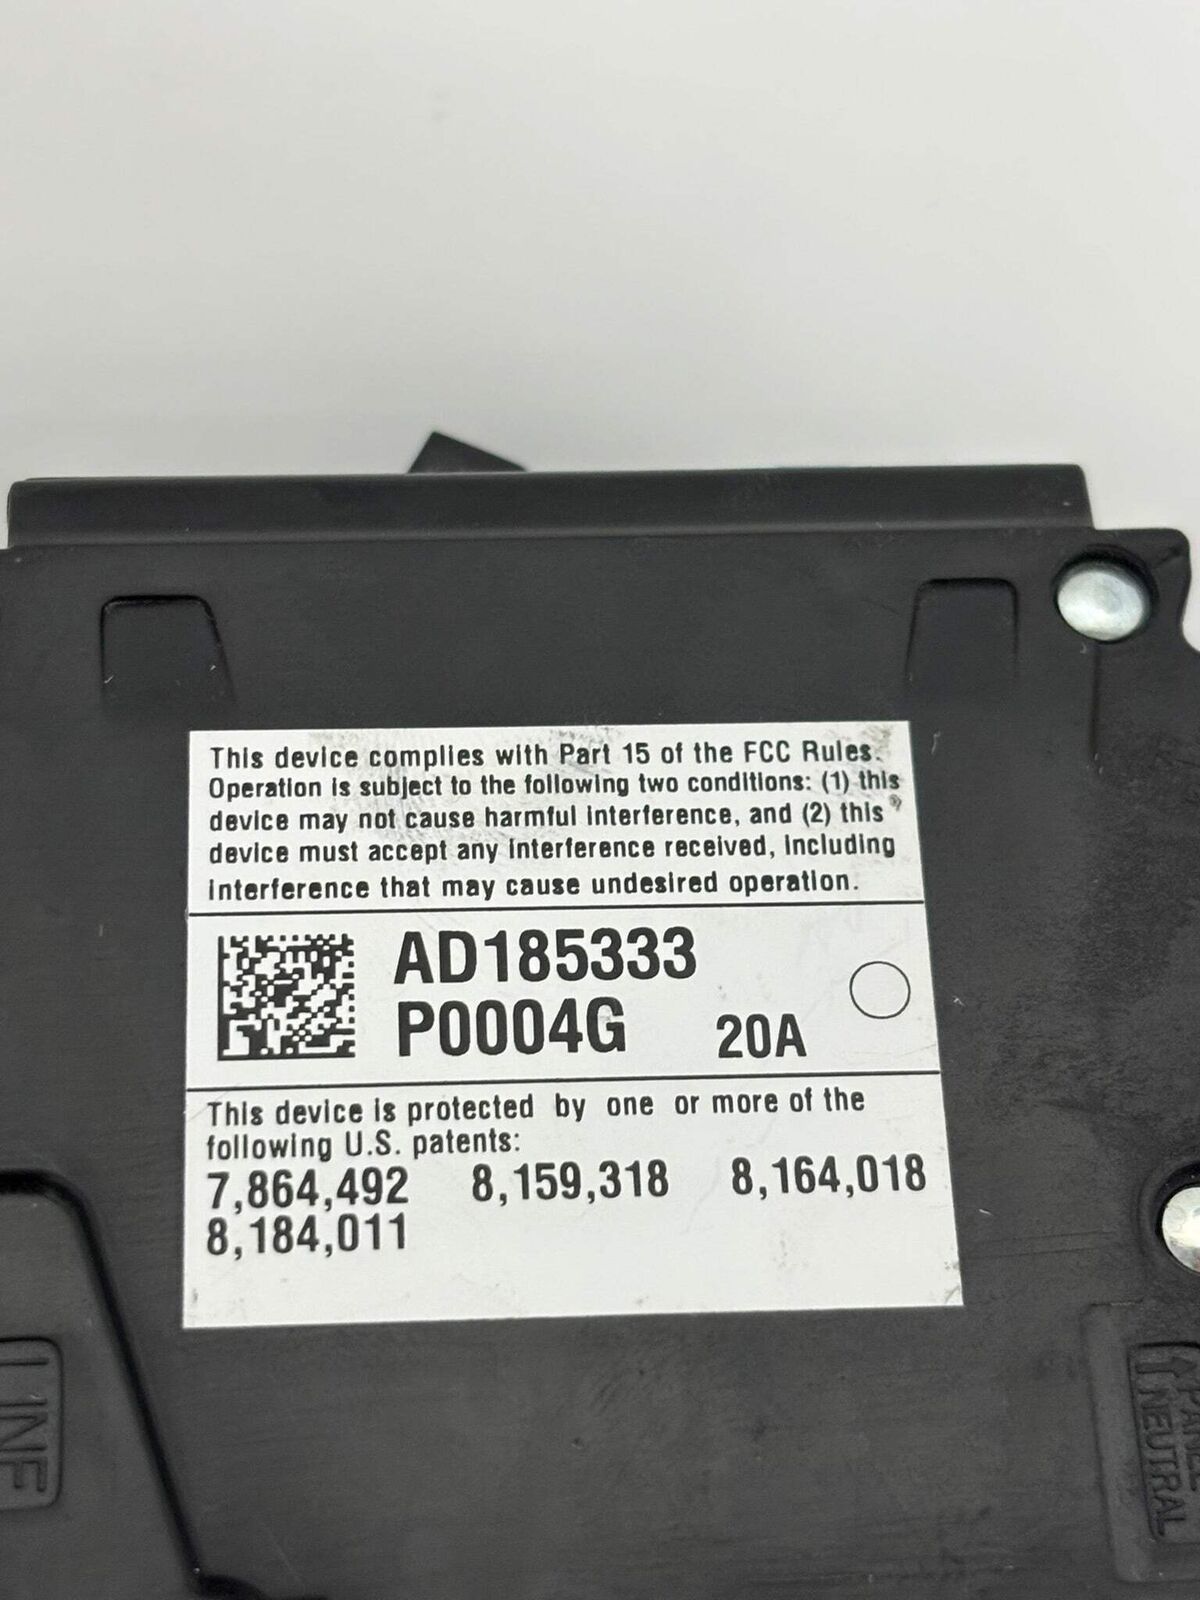 This device complies with Part 15 of the FCC Rules.
Operation is subject to the following two conditions: (1) this
device may not cause harmful interference, and (2) this
device must accept any interference received, including
interference that may cause undesired operation.
AD185333
P0004G 20A
This device is protected by one or more of the
following U.S. patents:
7,864,492 8,159,318 8,164,018
8,184,011
LINE
PANEL
NEUTRAL